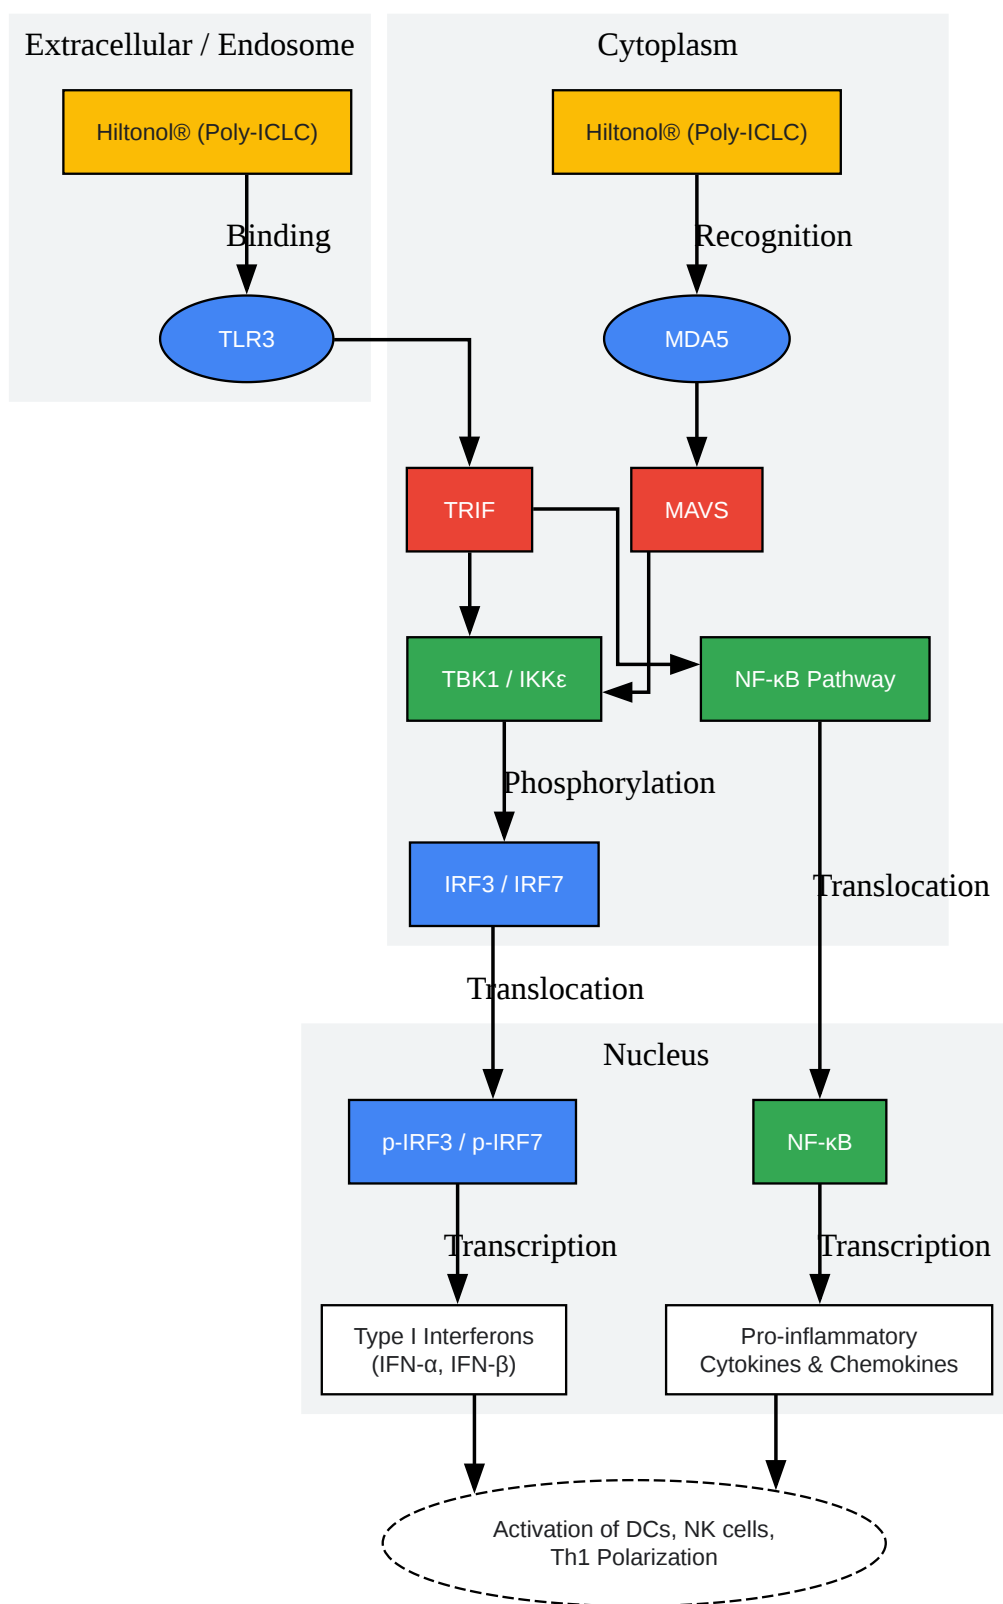 Extracellular / Endosome
Cytoplasm
Hiltonol® (Poly-ICLC)
Hiltonol® (Poly-ICLC)
Binding
Recognition
TLR3
MDA5
TRIF
MAVS
TBK1 / IKKε
NF-κB Pathway
Phosphorylation
IRF3 / IRF7
Translocation
Translocation
Nucleus
p-IRF3 / p-IRF7
NF-κB
Transcription
Transcription
Type I Interferons
(IFN-α, IFN-β)
Pro-inflammatory
Cytokines & Chemokines
Activation of DCs, NK cells,
Th1 Polarization